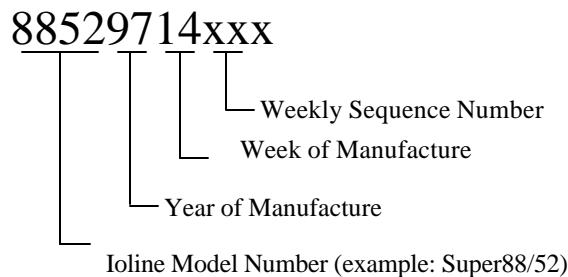 88529714xxx
Weekly Sequence Number
Week of Manufacture
Year of Manufacture
Ioline Model Number (example: Super88/52)